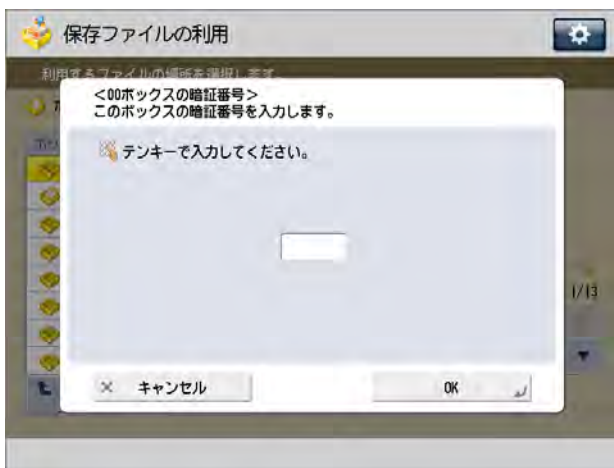 保存ファイルの利用
利用するファイルの場所を選択します。
<00ボックスの暗証番号>
このボックスの暗証番号を入力します。
テンキーで入力してください。
1/13
× キャンセル
OK